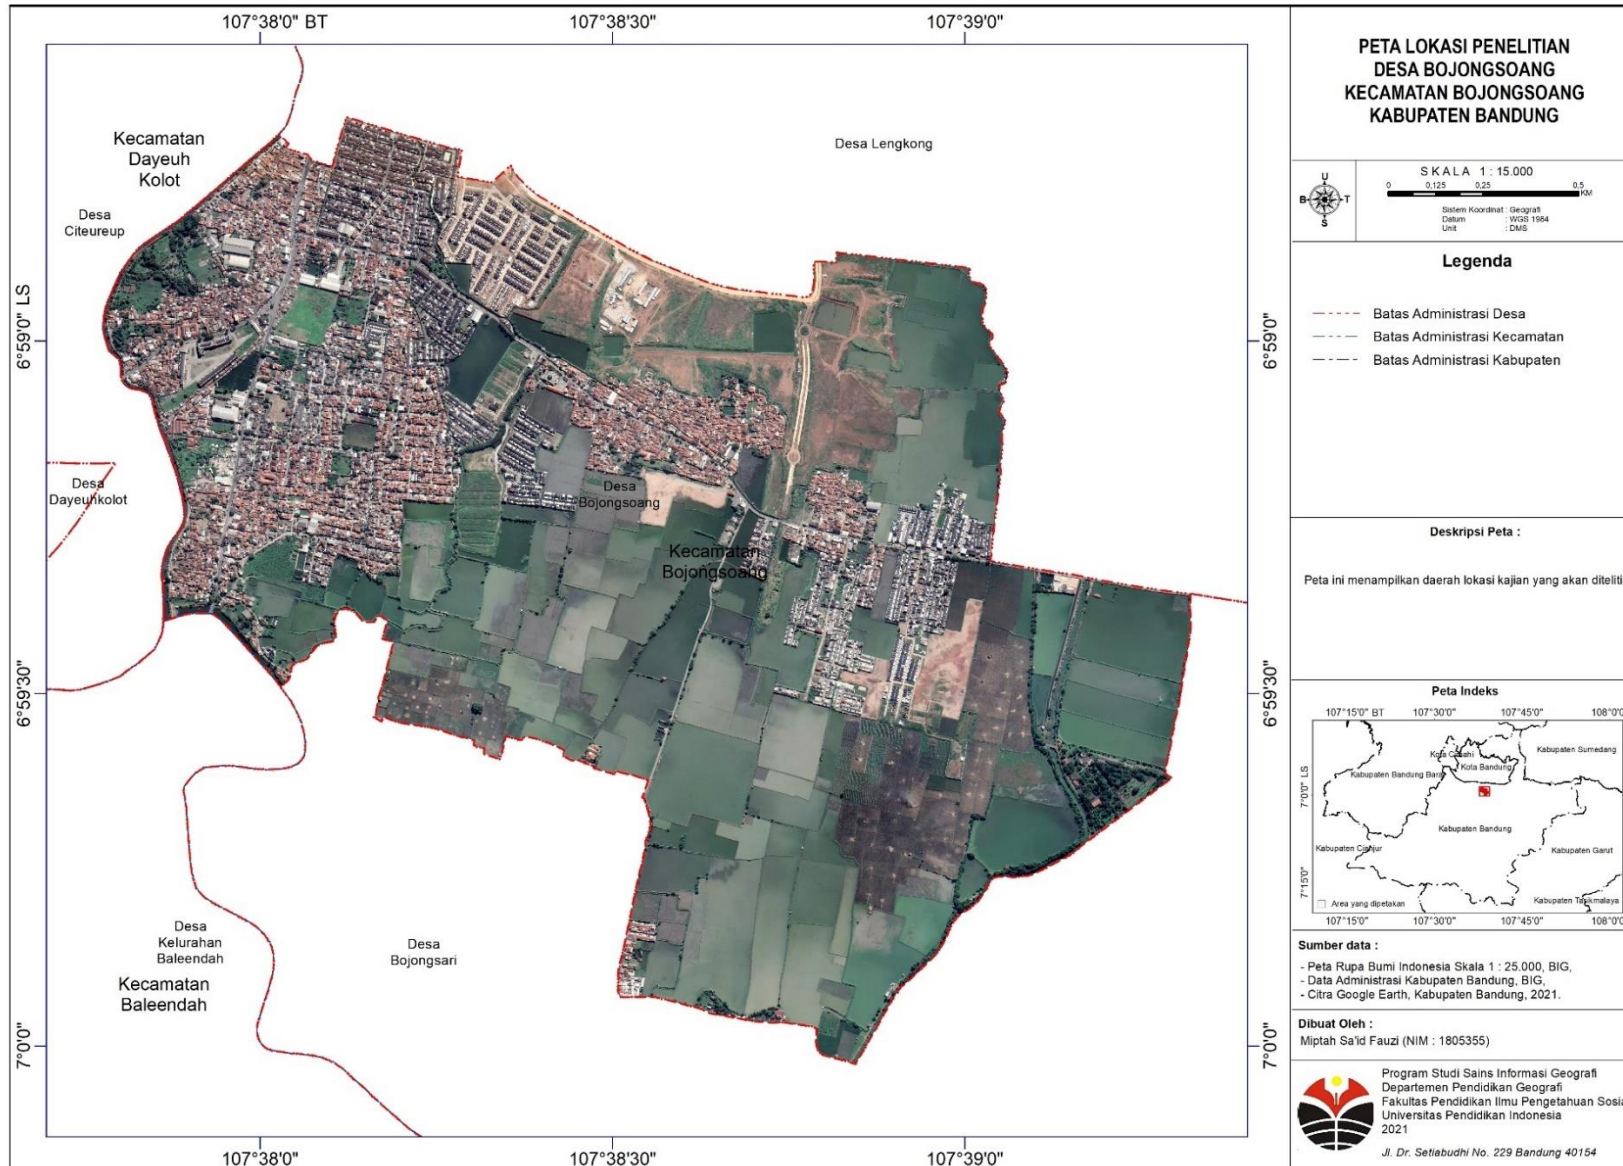 107°38'0" BT
107°38'30"
107°39'0"
Kecamatan
Dayeuh
Kolot
Desa
Citeureup
Desa Lengkong
6°59'0" LS
6°59'0"
Desa
Dayeuhkolot
Desa
Bojongsoang
Kecamatan
Bojongsoang
6°59'30"
6°59'30"
Desa
Kelurahan
Baleendah
Kecamatan
Baleendah
Desa
Bojongsari
7°0'0"
7°0'0"
107°38'0"
107°38'30"
107°39'0"
PETA LOKASI PENELITIAN
DESA BOJONGSOANG
KECAMATAN BOJONGSOANG
KABUPATEN BANDUNG
U
B T
S
SKALA 1 : 15.000
0 0,125 0,25 0,5
KM
Sistem Koordinat : Geografi
Datum : WGS 1984
Unit : DMS
Legenda
Batas Administrasi Desa
Batas Administrasi Kecamatan
Batas Administrasi Kabupaten
Deskripsi Peta :
Peta ini menampilkan daerah lokasi kajian yang akan diteliti
Peta Indeks
107°15'0" BT 107°30'0" 107°45'0" 108°0'0
Kabupaten Sumedang
Kota Cimahi
Kota Bandung
Kabupaten Bandung Barat
7°0'0" LS
Kabupaten Bandung
Kabupaten Cianjur
Kabupaten Garut
7°15'0"
Area yang dipetakan
Kabupaten Tasikmalaya
107°15'0" 107°30'0" 107°45'0" 108°0'0
Sumber data :
- Peta Rupa Bumi Indonesia Skala 1 : 25.000, BIG,
- Data Administrasi Kabupaten Bandung, BIG,
- Citra Google Earth, Kabupaten Bandung, 2021.
Dibuat Oleh :
Miptah Sa'id Fauzi (NIM : 1805355)
Program Studi Sains Informasi Geografi
Departemen Pendidikan Geografi
Fakultas Pendidikan Ilmu Pengetahuan Sosia
Universitas Pendidikan Indonesia
2021
Jl. Dr. Setiabudhi No. 229 Bandung 40154